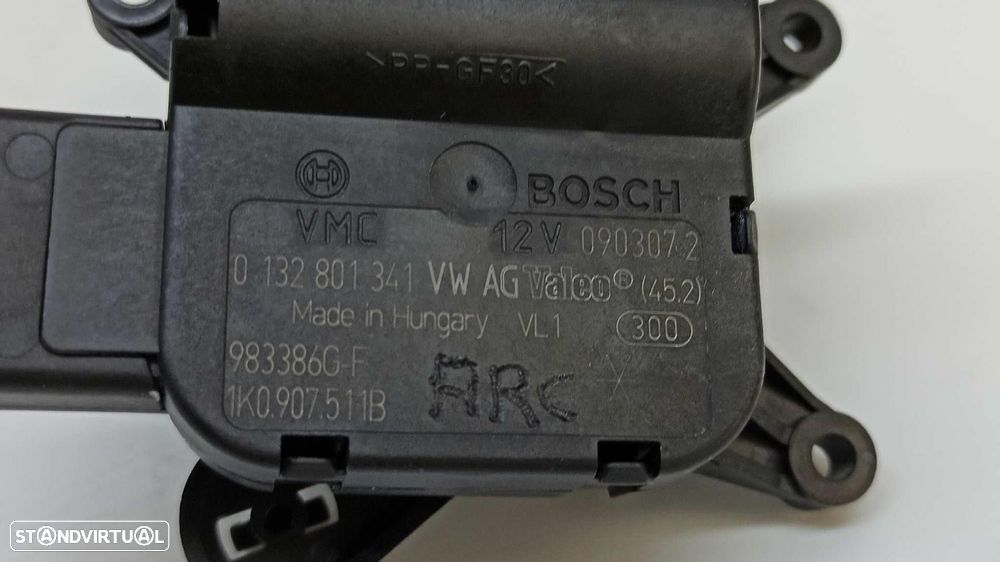 >PP-GF30<
BOSCH
VMC 12V 090307-2
0 132 801 341 VW AG Valeo® (45.2)
Made in Hungary VL1 300
983386G-F
1K0.907.511B ARC
STANDVIRTUAL